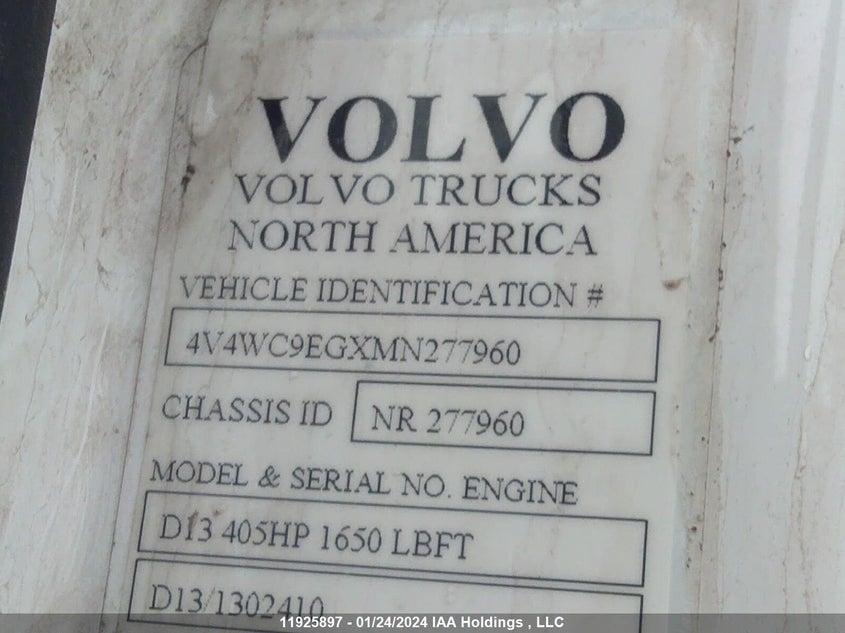 VOLVO
VOLVO TRUCKS
NORTH AMERICA
VEHICLE IDENTIFICATION #
4V4WC9EGXMN277960
CHASSIS ID NR 277960
MODEL & SERIAL NO. ENGINE
D13 405HP 1650 LBFT
D13/1302410
11925897 - 01/24/2024 IAA Holdings , LLC